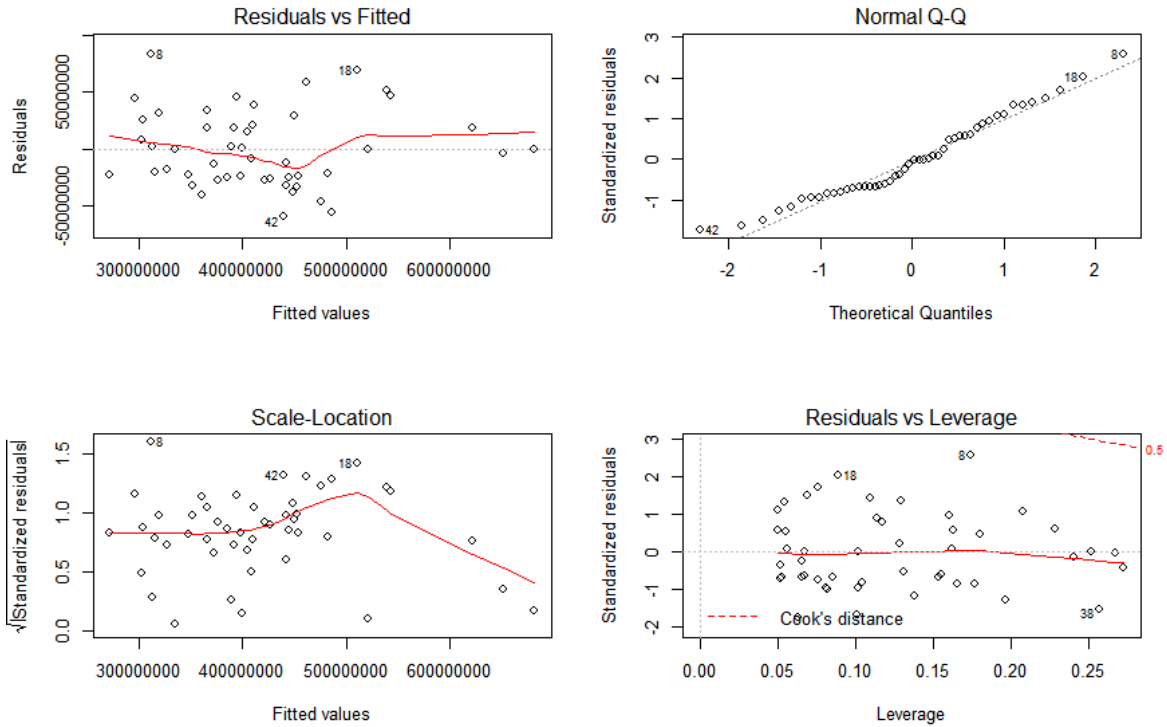 Residuals vs Fitted
Residuals
-500000000
500000000
8
18
42
300000000 400000000 500000000 600000000
Fitted values
Normal Q-Q
Standardized residuals
-1 0 1 2 3
42
18
8
-2 -1 0 1 2
Theoretical Quantiles
Scale-Location
√|Standardized residuals|
0.0 0.5 1.0 1.5
8
42
18
300000000 400000000 500000000 600000000
Fitted values
Residuals vs Leverage
Standardized residuals
-2 -1 0 1 2 3
8
18
0.5
38
Cook's distance
0.00 0.05 0.10 0.15 0.20 0.25
Leverage